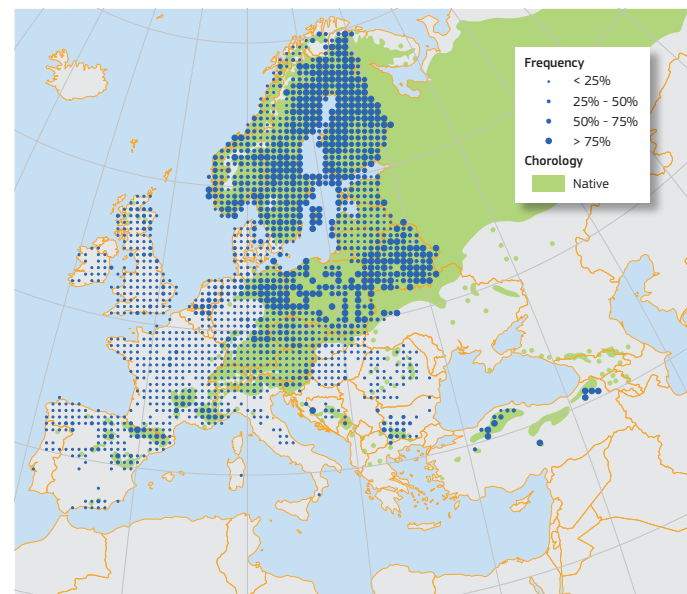 Frequency
< 25%
25% - 50%
50% - 75%
> 75%
Chorology
Native